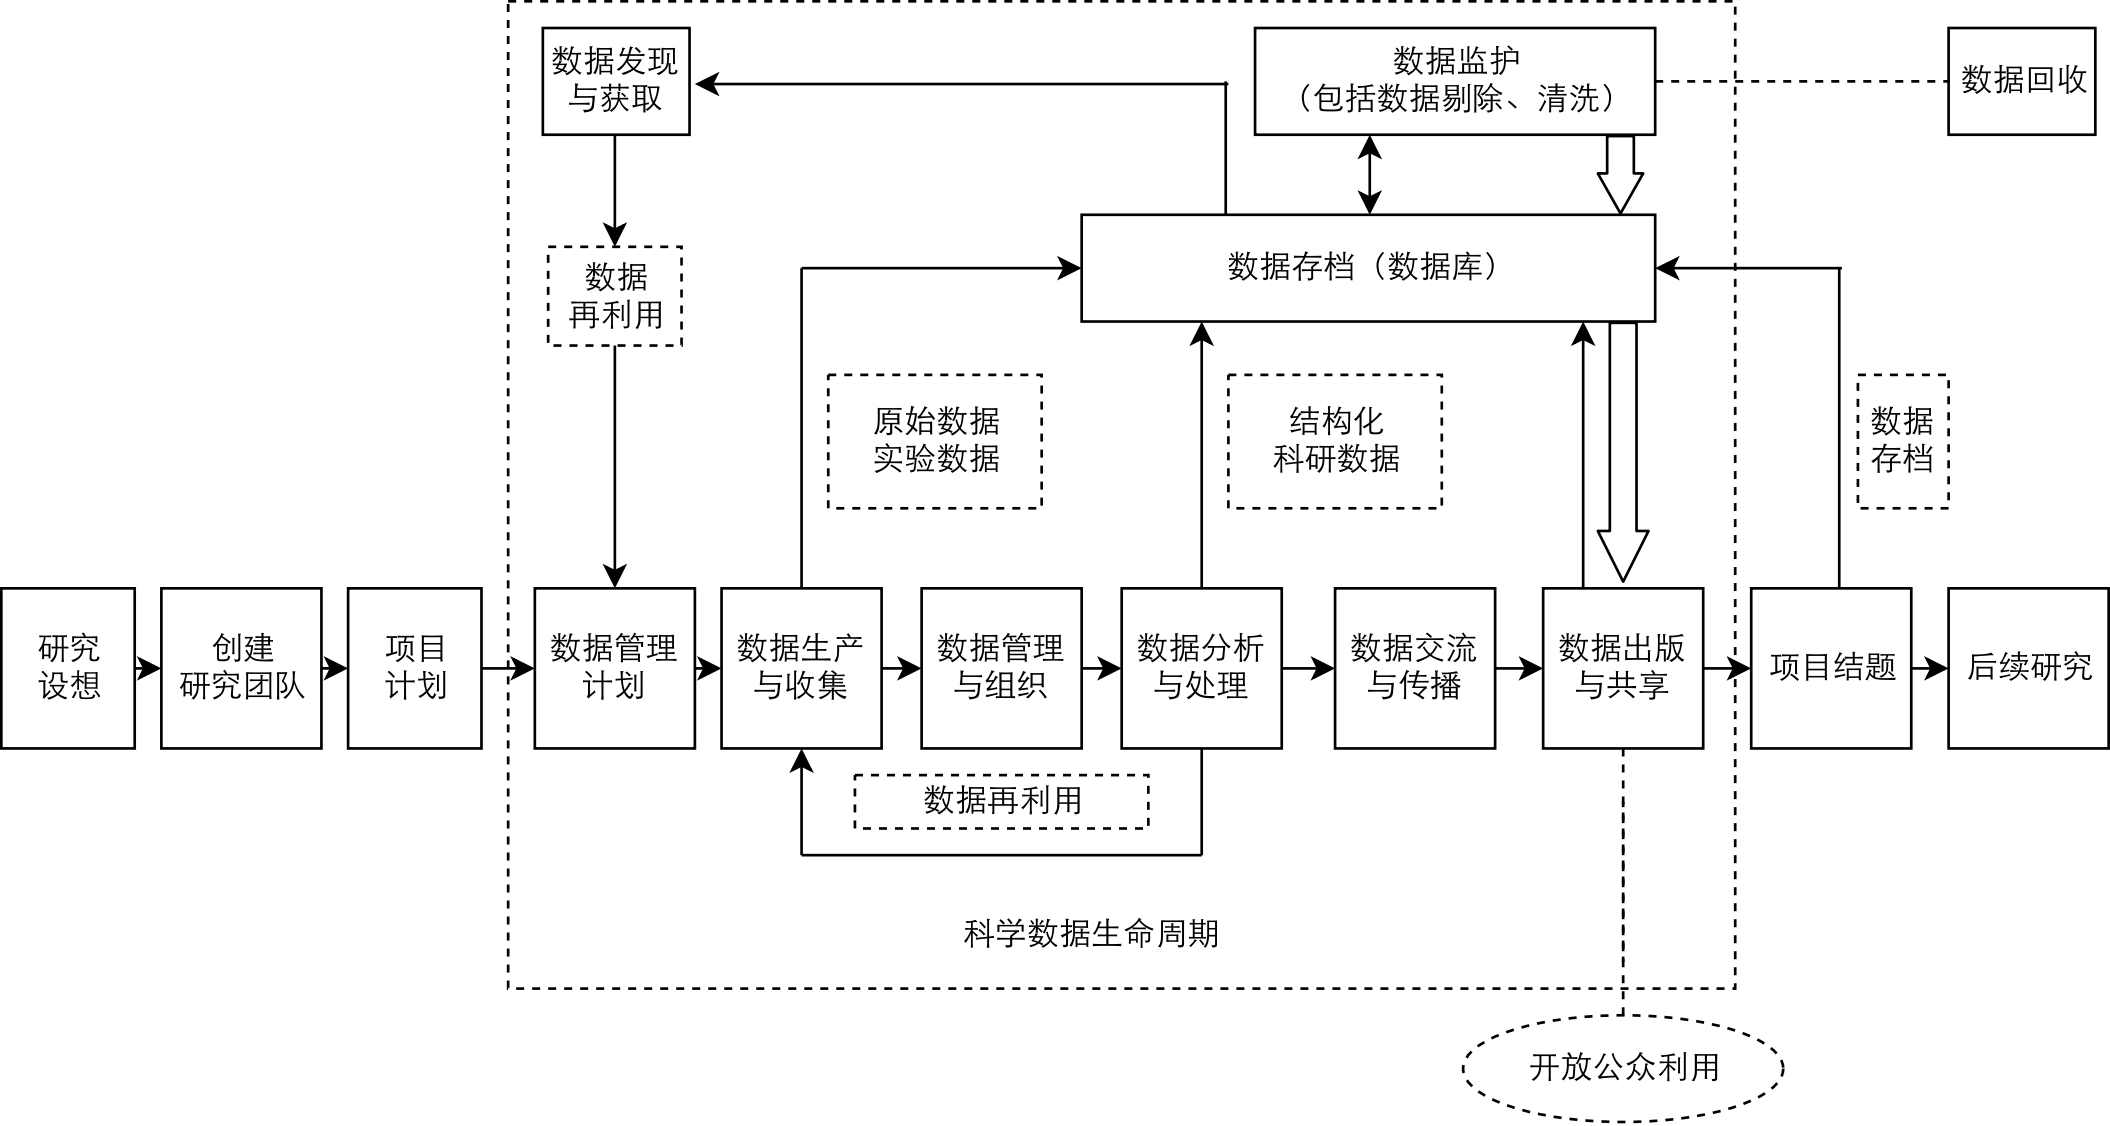 数据发现
与获取
数据监护
（包括数据剔除、清洗）
数据回收
数据
再利用
数据存档（数据库）
原始数据
实验数据
结构化
科研数据
数据
存档
研究
设想
创建
研究团队
项目
计划
数据管理
计划
数据生产
与收集
数据管理
与组织
数据分析
与处理
数据交流
与传播
数据出版
与共享
项目结题
后续研究
数据再利用
科学数据生命周期
开放公众利用